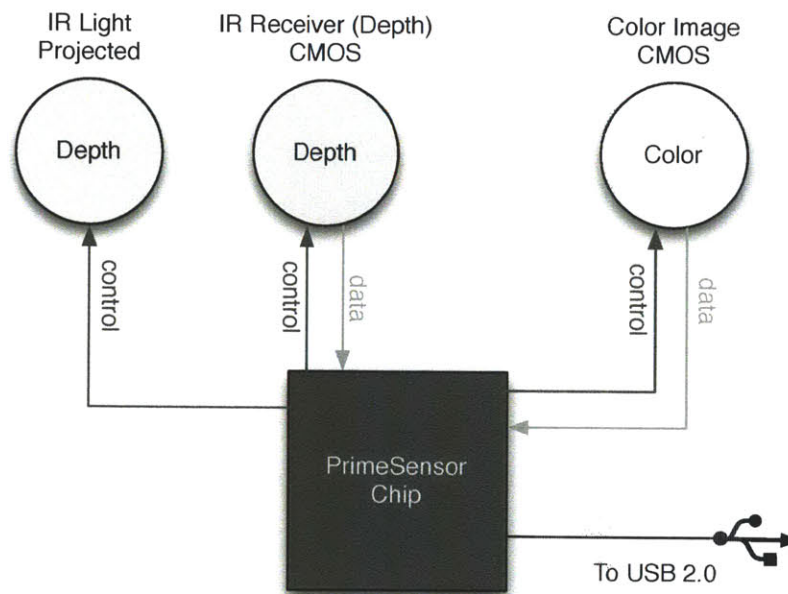 IR Light
Projected
IR Receiver (Depth)
CMOS
Color Image
CMOS
Depth
Depth
Color
control
control
data
control
data
PrimeSensor
Chip
To USB 2.0